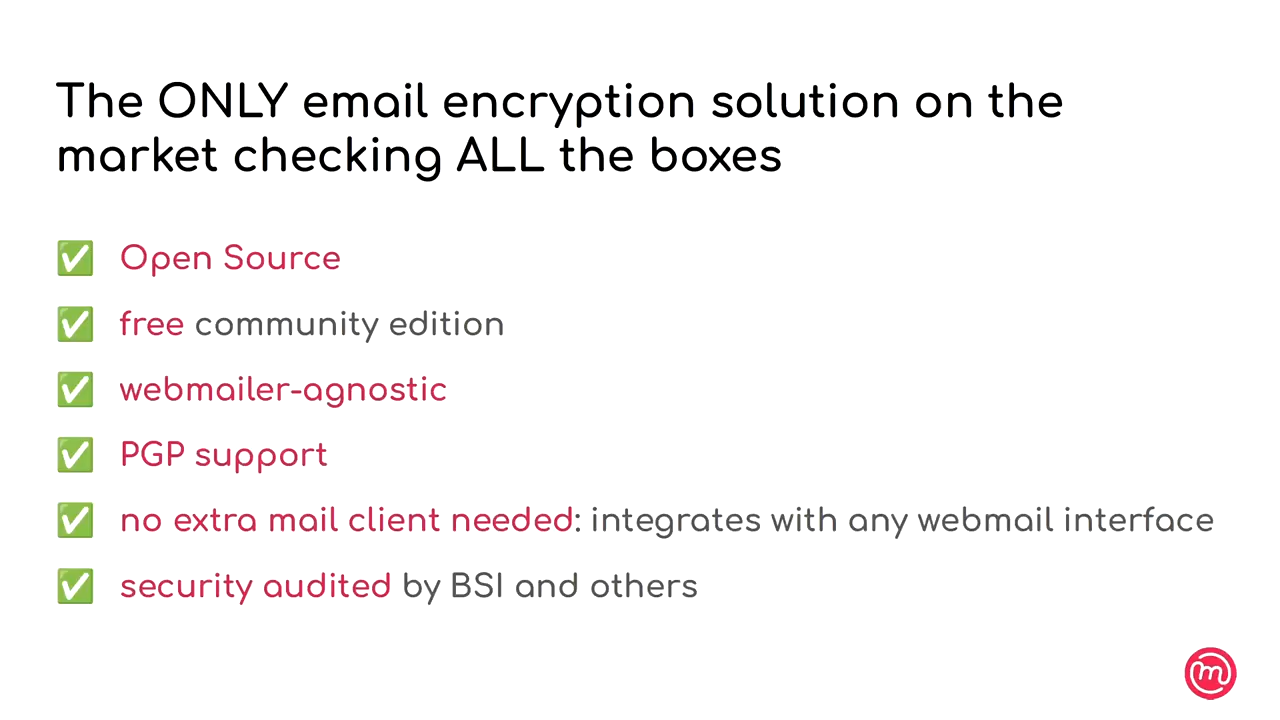 The ONLY email encryption solution on the
market checking ALL the boxes
✅ Open Source
✅ free community edition
✅ webmailer-agnostic
✅ PGP support
✅ no extra mail client needed: integrates with any webmail interface
✅ security audited by BSI and others
m